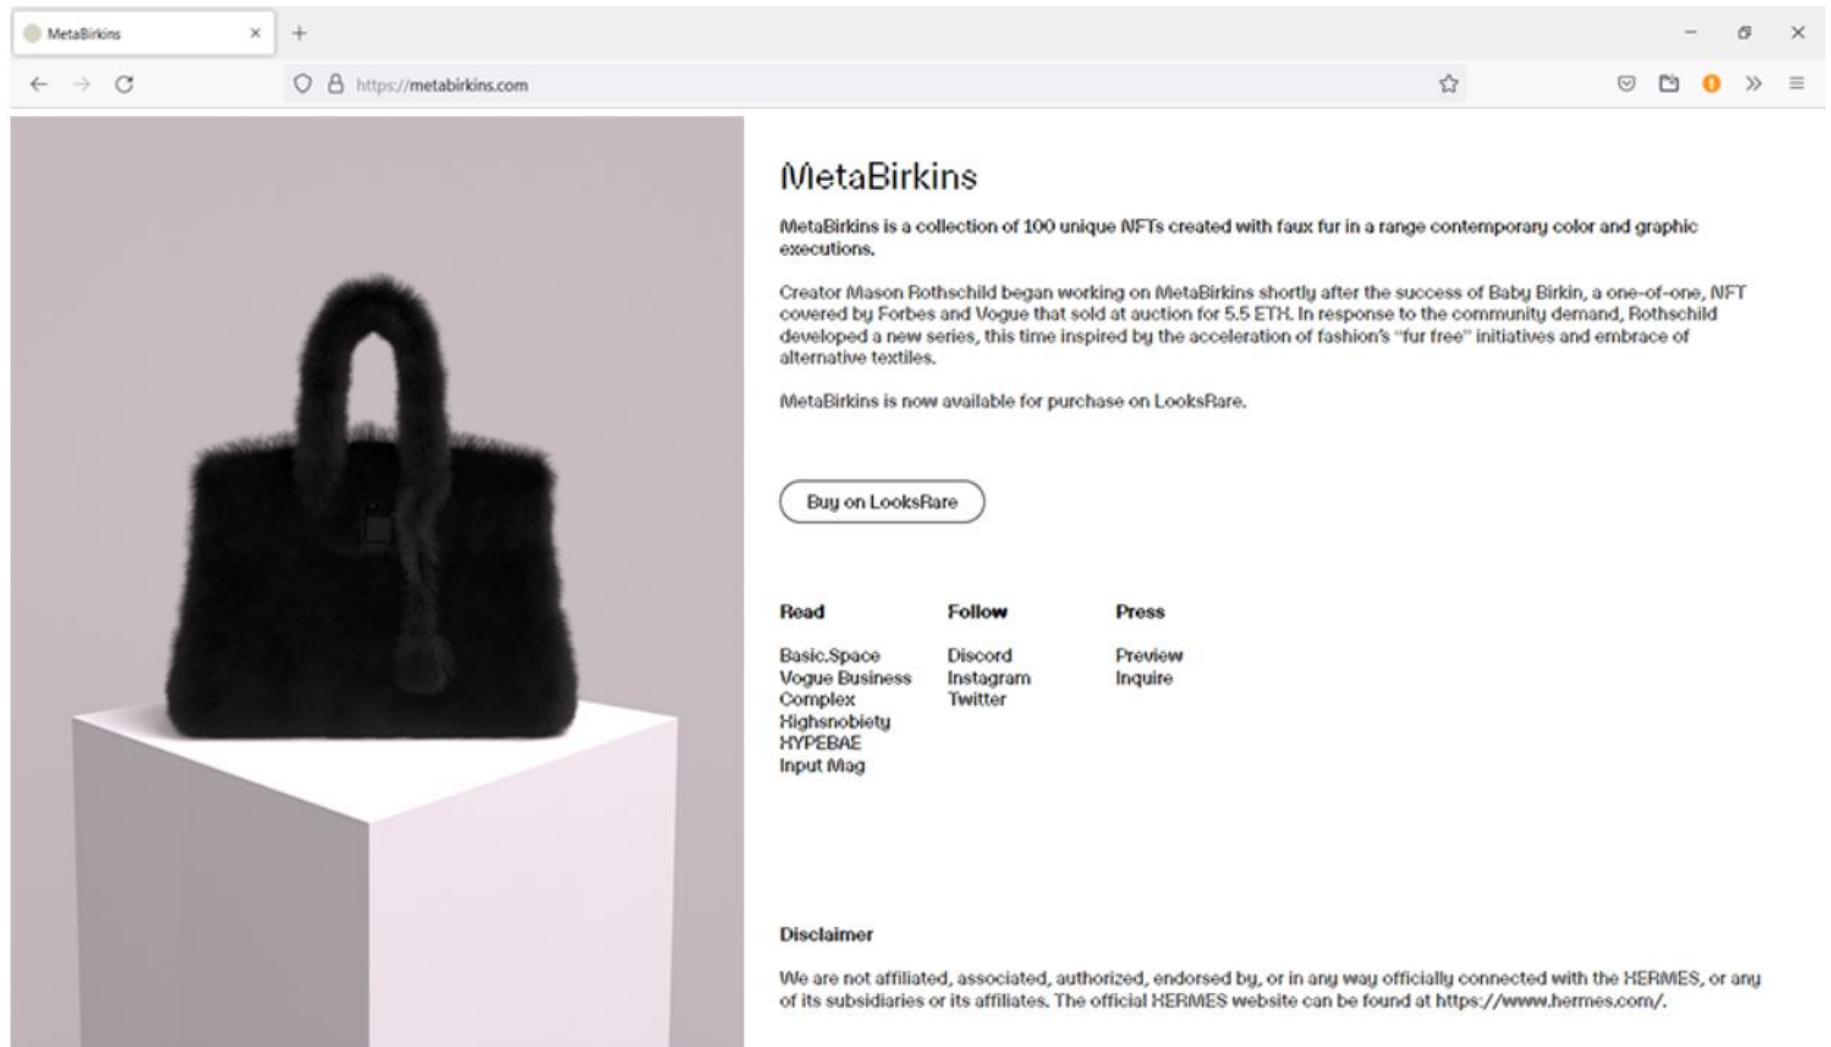 MetaBirkins
https://metabirkins.com
MetaBirkins
MetaBirkins is a collection of 100 unique NFTs created with faux fur in a range contemporary color and graphic
executions.
Creator Mason Rothschild began working on MetaBirkins shortly after the success of Baby Birkin, a one-of-one, NFT
covered by Forbes and Vogue that sold at auction for 5.5 ETH. In response to the community demand, Rothschild
developed a new series, this time inspired by the acceleration of fashion's "fur free" initiatives and embrace of
alternative textiles.
MetaBirkins is now available for purchase on LooksRare.
Buy on LooksRare
Read
Basic.Space
Vogue Business
Complex
Highsnobiety
HYPEBAE
Input Mag
Follow
Discord
Instagram
Twitter
Press
Preview
Inquire
Disclaimer
We are not affiliated, associated, authorized, endorsed by, or in any way officially connected with the HERMES, or any
of its subsidiaries or its affiliates. The official HERMES website can be found at https://www.hermes.com/.